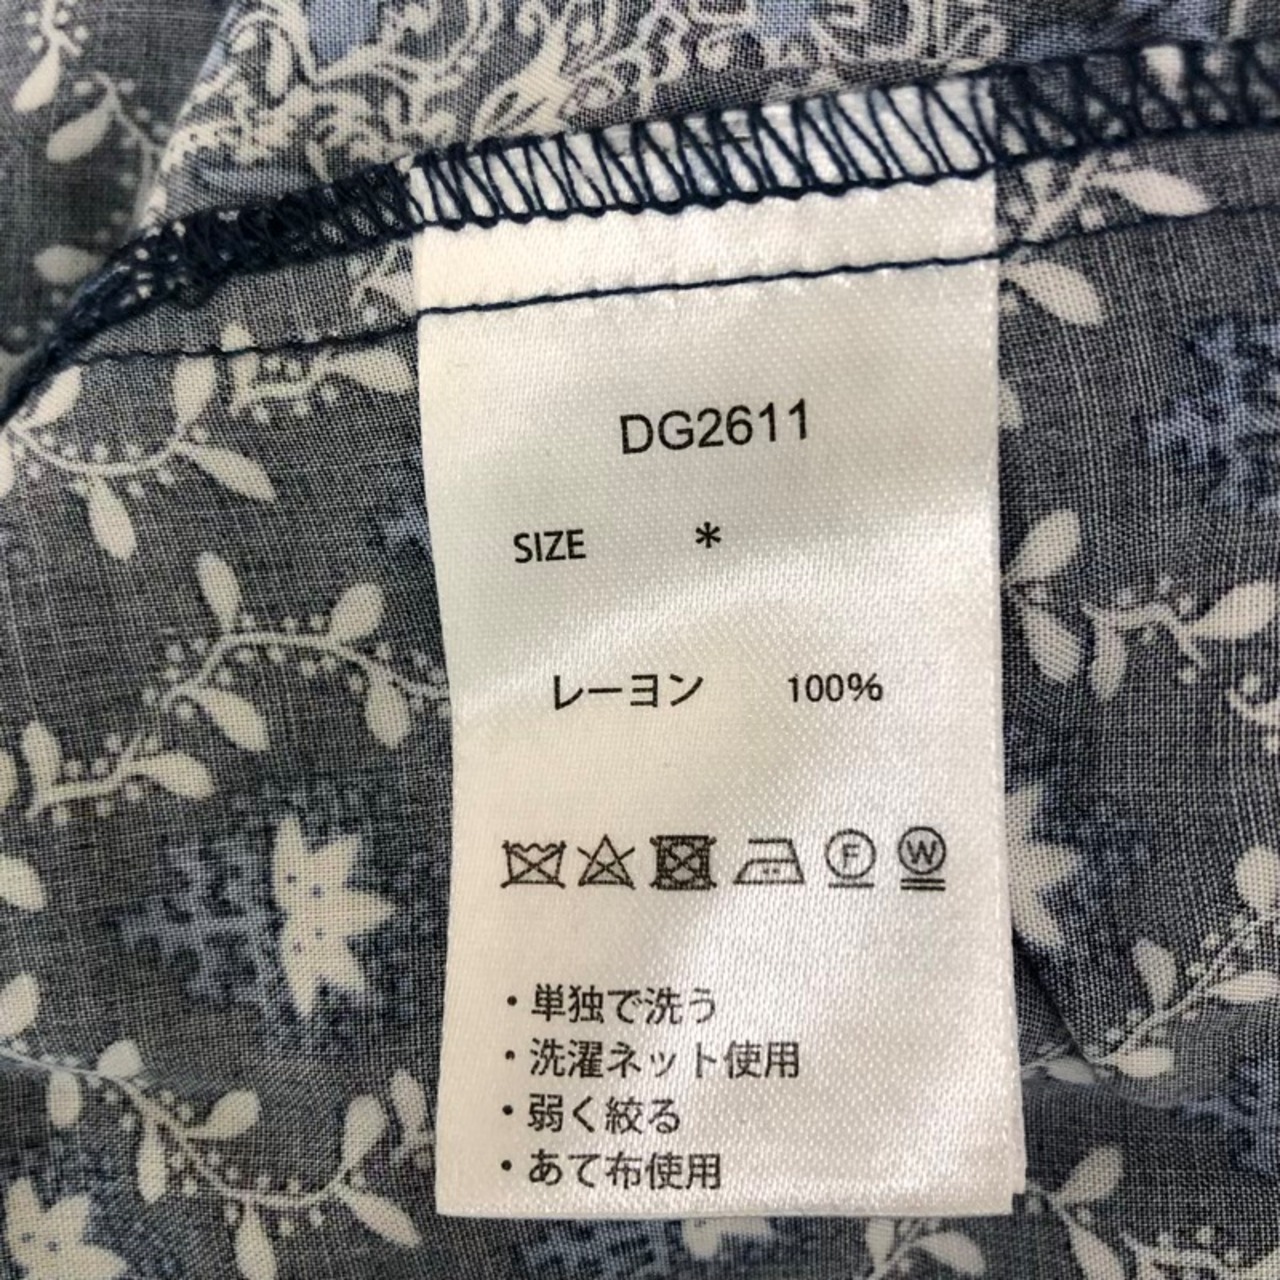 DG2611
SIZE *
レーヨン 100%
F W
・単独で洗う
・洗濯ネット使用
・弱く絞る
・あて布使用